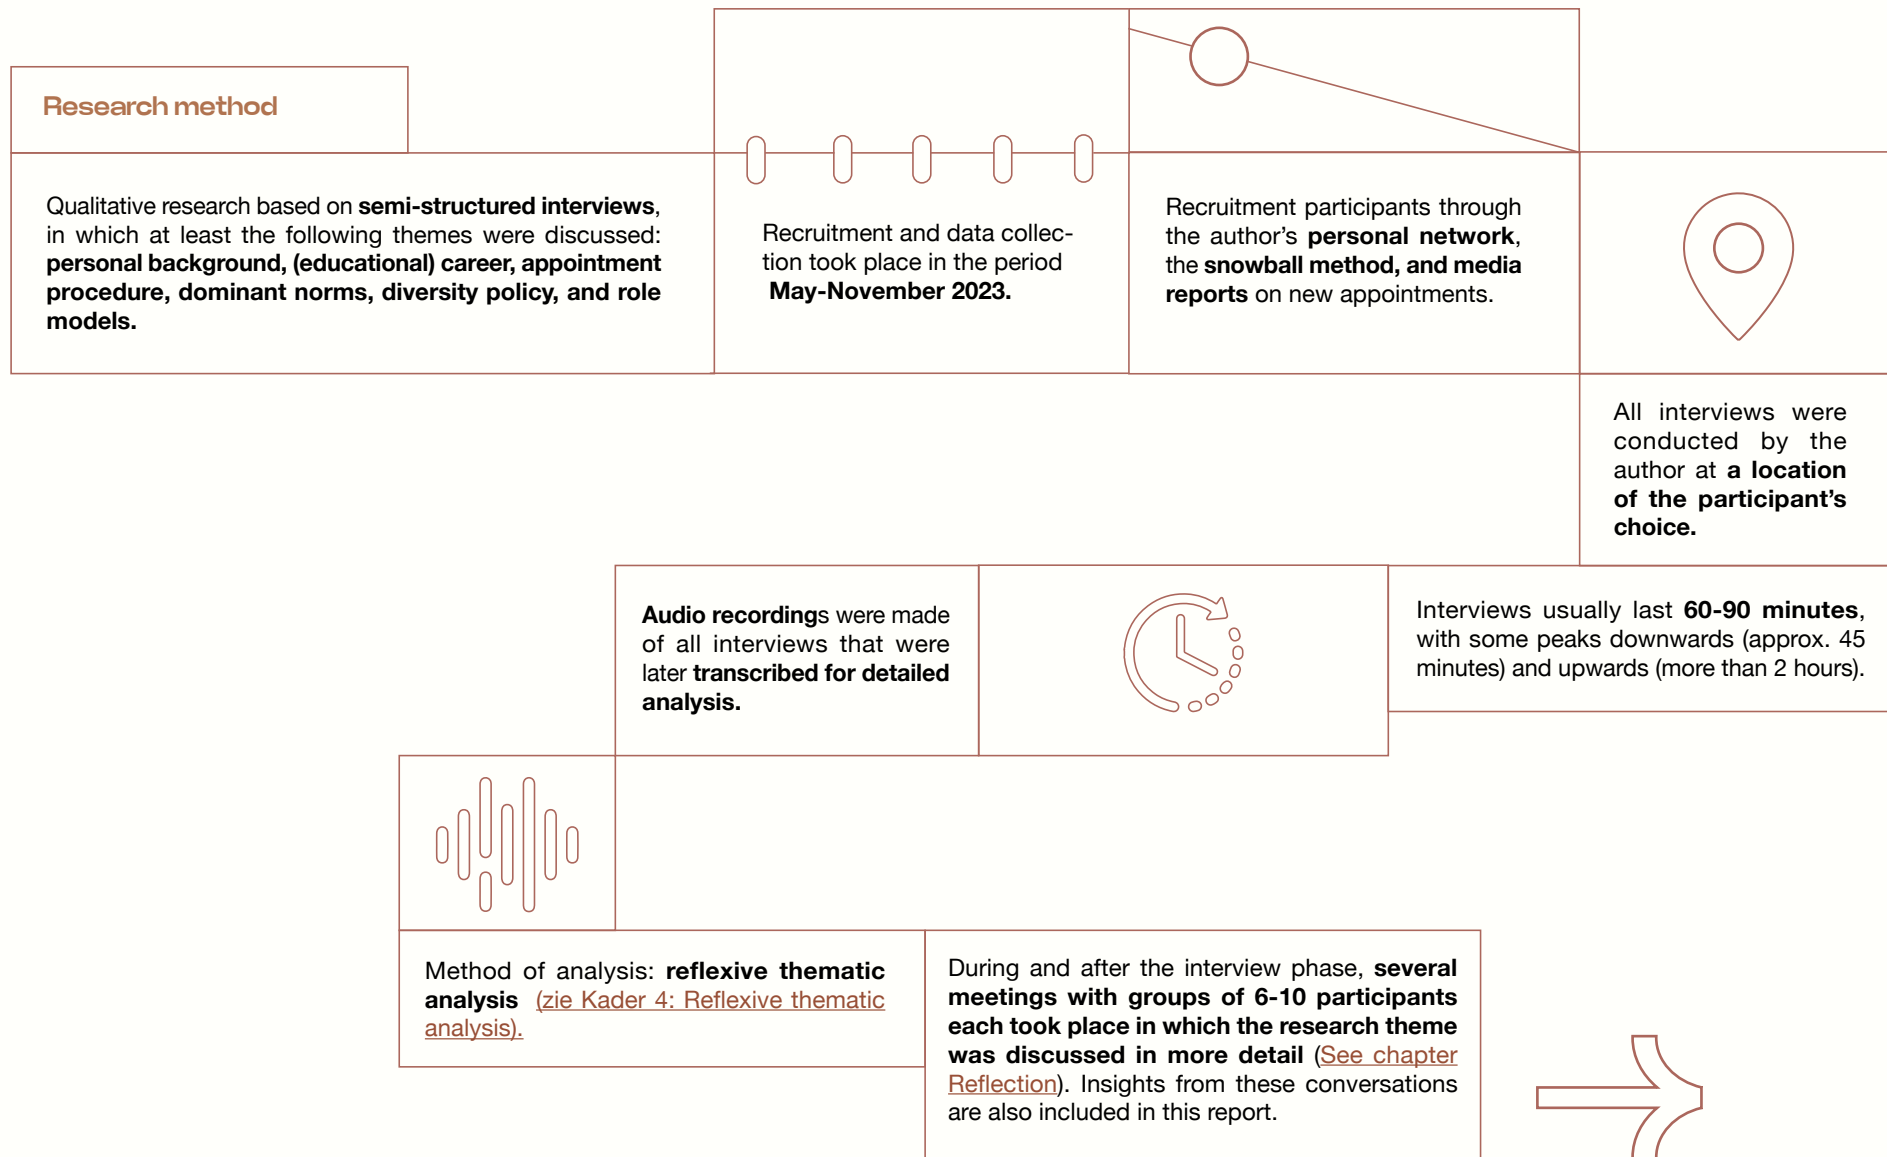 Research method
Qualitative research based on semi-structured interviews,
in which at least the following themes were discussed:
personal background, (educational) career, appointment
procedure, dominant norms, diversity policy, and role
models.
Recruitment and data collec-
tion took place in the period
May-November 2023.
Recruitment participants through
the author's personal network,
the snowball method, and media
reports on new appointments.
All interviews were
conducted by the
author at a location
of the participant's
choice.
Interviews usually last 60-90 minutes,
with some peaks downwards (approx. 45
minutes) and upwards (more than 2 hours).
Audio recordings were made
of all interviews that were
later transcribed for detailed
analysis.
Method of analysis: reflexive thematic
analysis (zie Kader 4: Reflexive thematic
analysis).
During and after the interview phase, several
meetings with groups of 6-10 participants
each took place in which the research theme
was discussed in more detail (See chapter
Reflection). Insights from these conversations
are also included in this report.